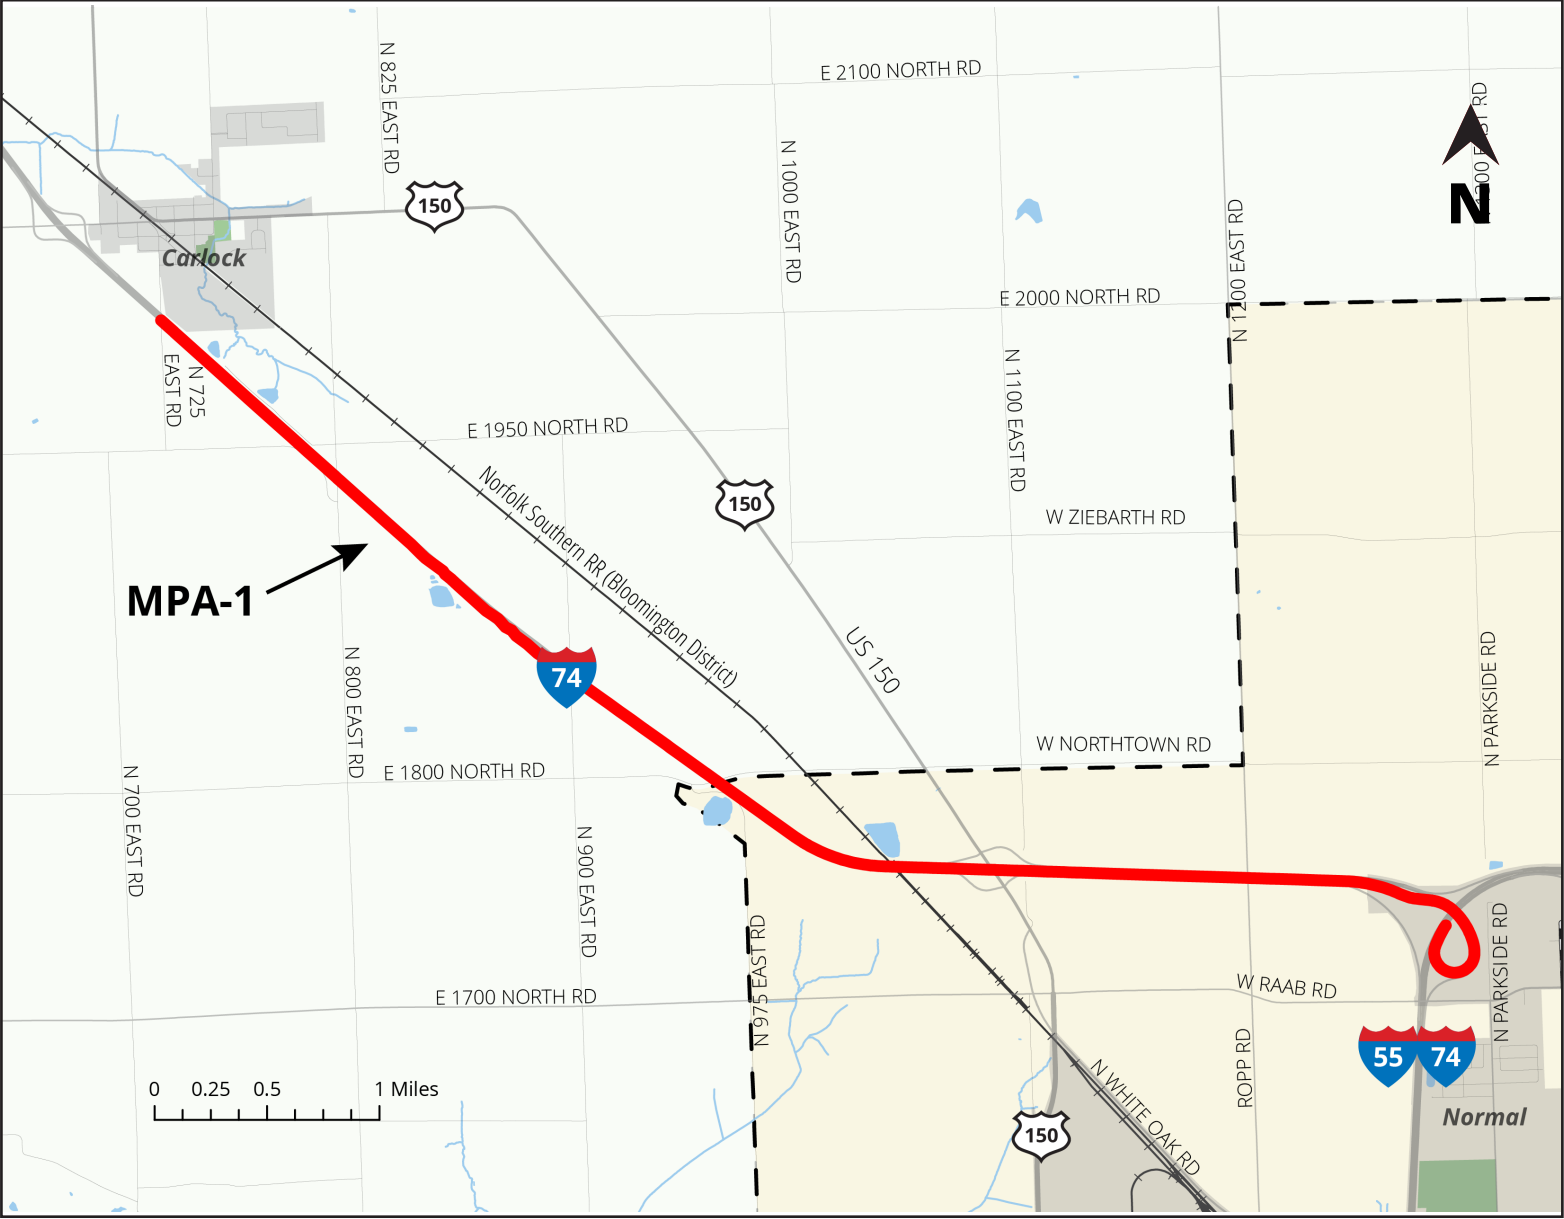 E 2100 NORTH RD
N 825 EAST RD
N 1000 EAST RD
150
N
Carlock
N 1200 EAST RD
E 2000 NORTH RD
N 725
EAST RD
N 1100 EAST RD
E 1950 NORTH RD
Norfolk Southern RR (Bloomington District)
150
W ZIEBARTH RD
MPA-1
US 150
74
N 800 EAST RD
N PARKSIDE RD
W NORTHTOWN RD
E 1800 NORTH RD
N 700 EAST RD
N 900 EAST RD
N 975 EAST RD
N PARKSIDE RD
W RAAB RD
E 1700 NORTH RD
ROPP RD
55
74
0 0.25 0.5 1 Miles
N WHITE OAK RD
150
Normal